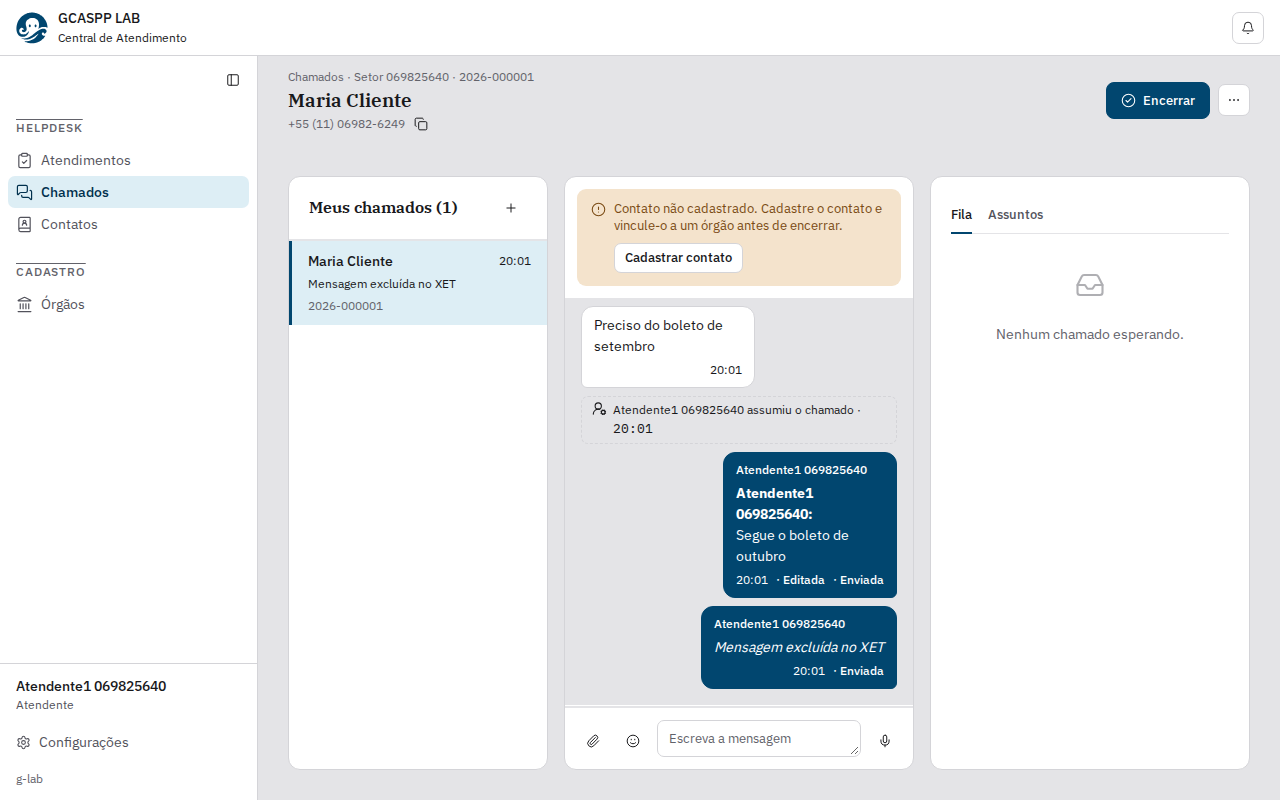 GCASPP LAB
Central de Atendimento
HELPDESK
Atendimentos
Chamados
Contatos
CADASTRO
Órgãos
Atendente1 069825640
Atendente
Configurações
g-lab
Chamados · Setor 069825640 · 2026-000001
Maria Cliente
+55 (11) 06982-6249
Encerrar
Meus chamados (1)
Maria Cliente 20:01
Mensagem excluída no XET
2026-000001
Contato não cadastrado. Cadastre o contato e
vincule-o a um órgão antes de encerrar.
Cadastrar contato
Preciso do boleto de
setembro
20:01
Atendente1 069825640 assumiu o chamado ·
20:01
Atendente1 069825640
Atendente1
069825640:
Segue o boleto de
outubro
20:01 · Editada · Enviada
Atendente1 069825640
Mensagem excluída no XET
20:01 · Enviada
Escreva a mensagem
Fila Assuntos
Nenhum chamado esperando.